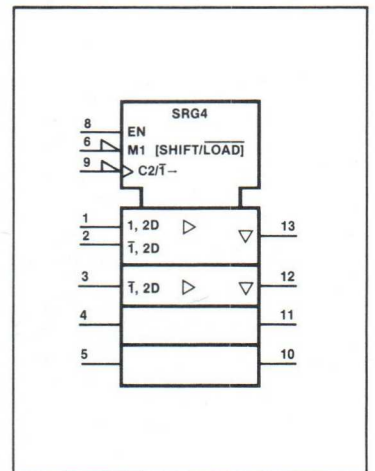 SRG4
8 EN
6 M1 [SHIFT/L̅O̅A̅D̅]
9 C2/1̅→
1 1, 2D 13
2 1̅, 2D
3 1̅, 2D 12
4 11
5 10